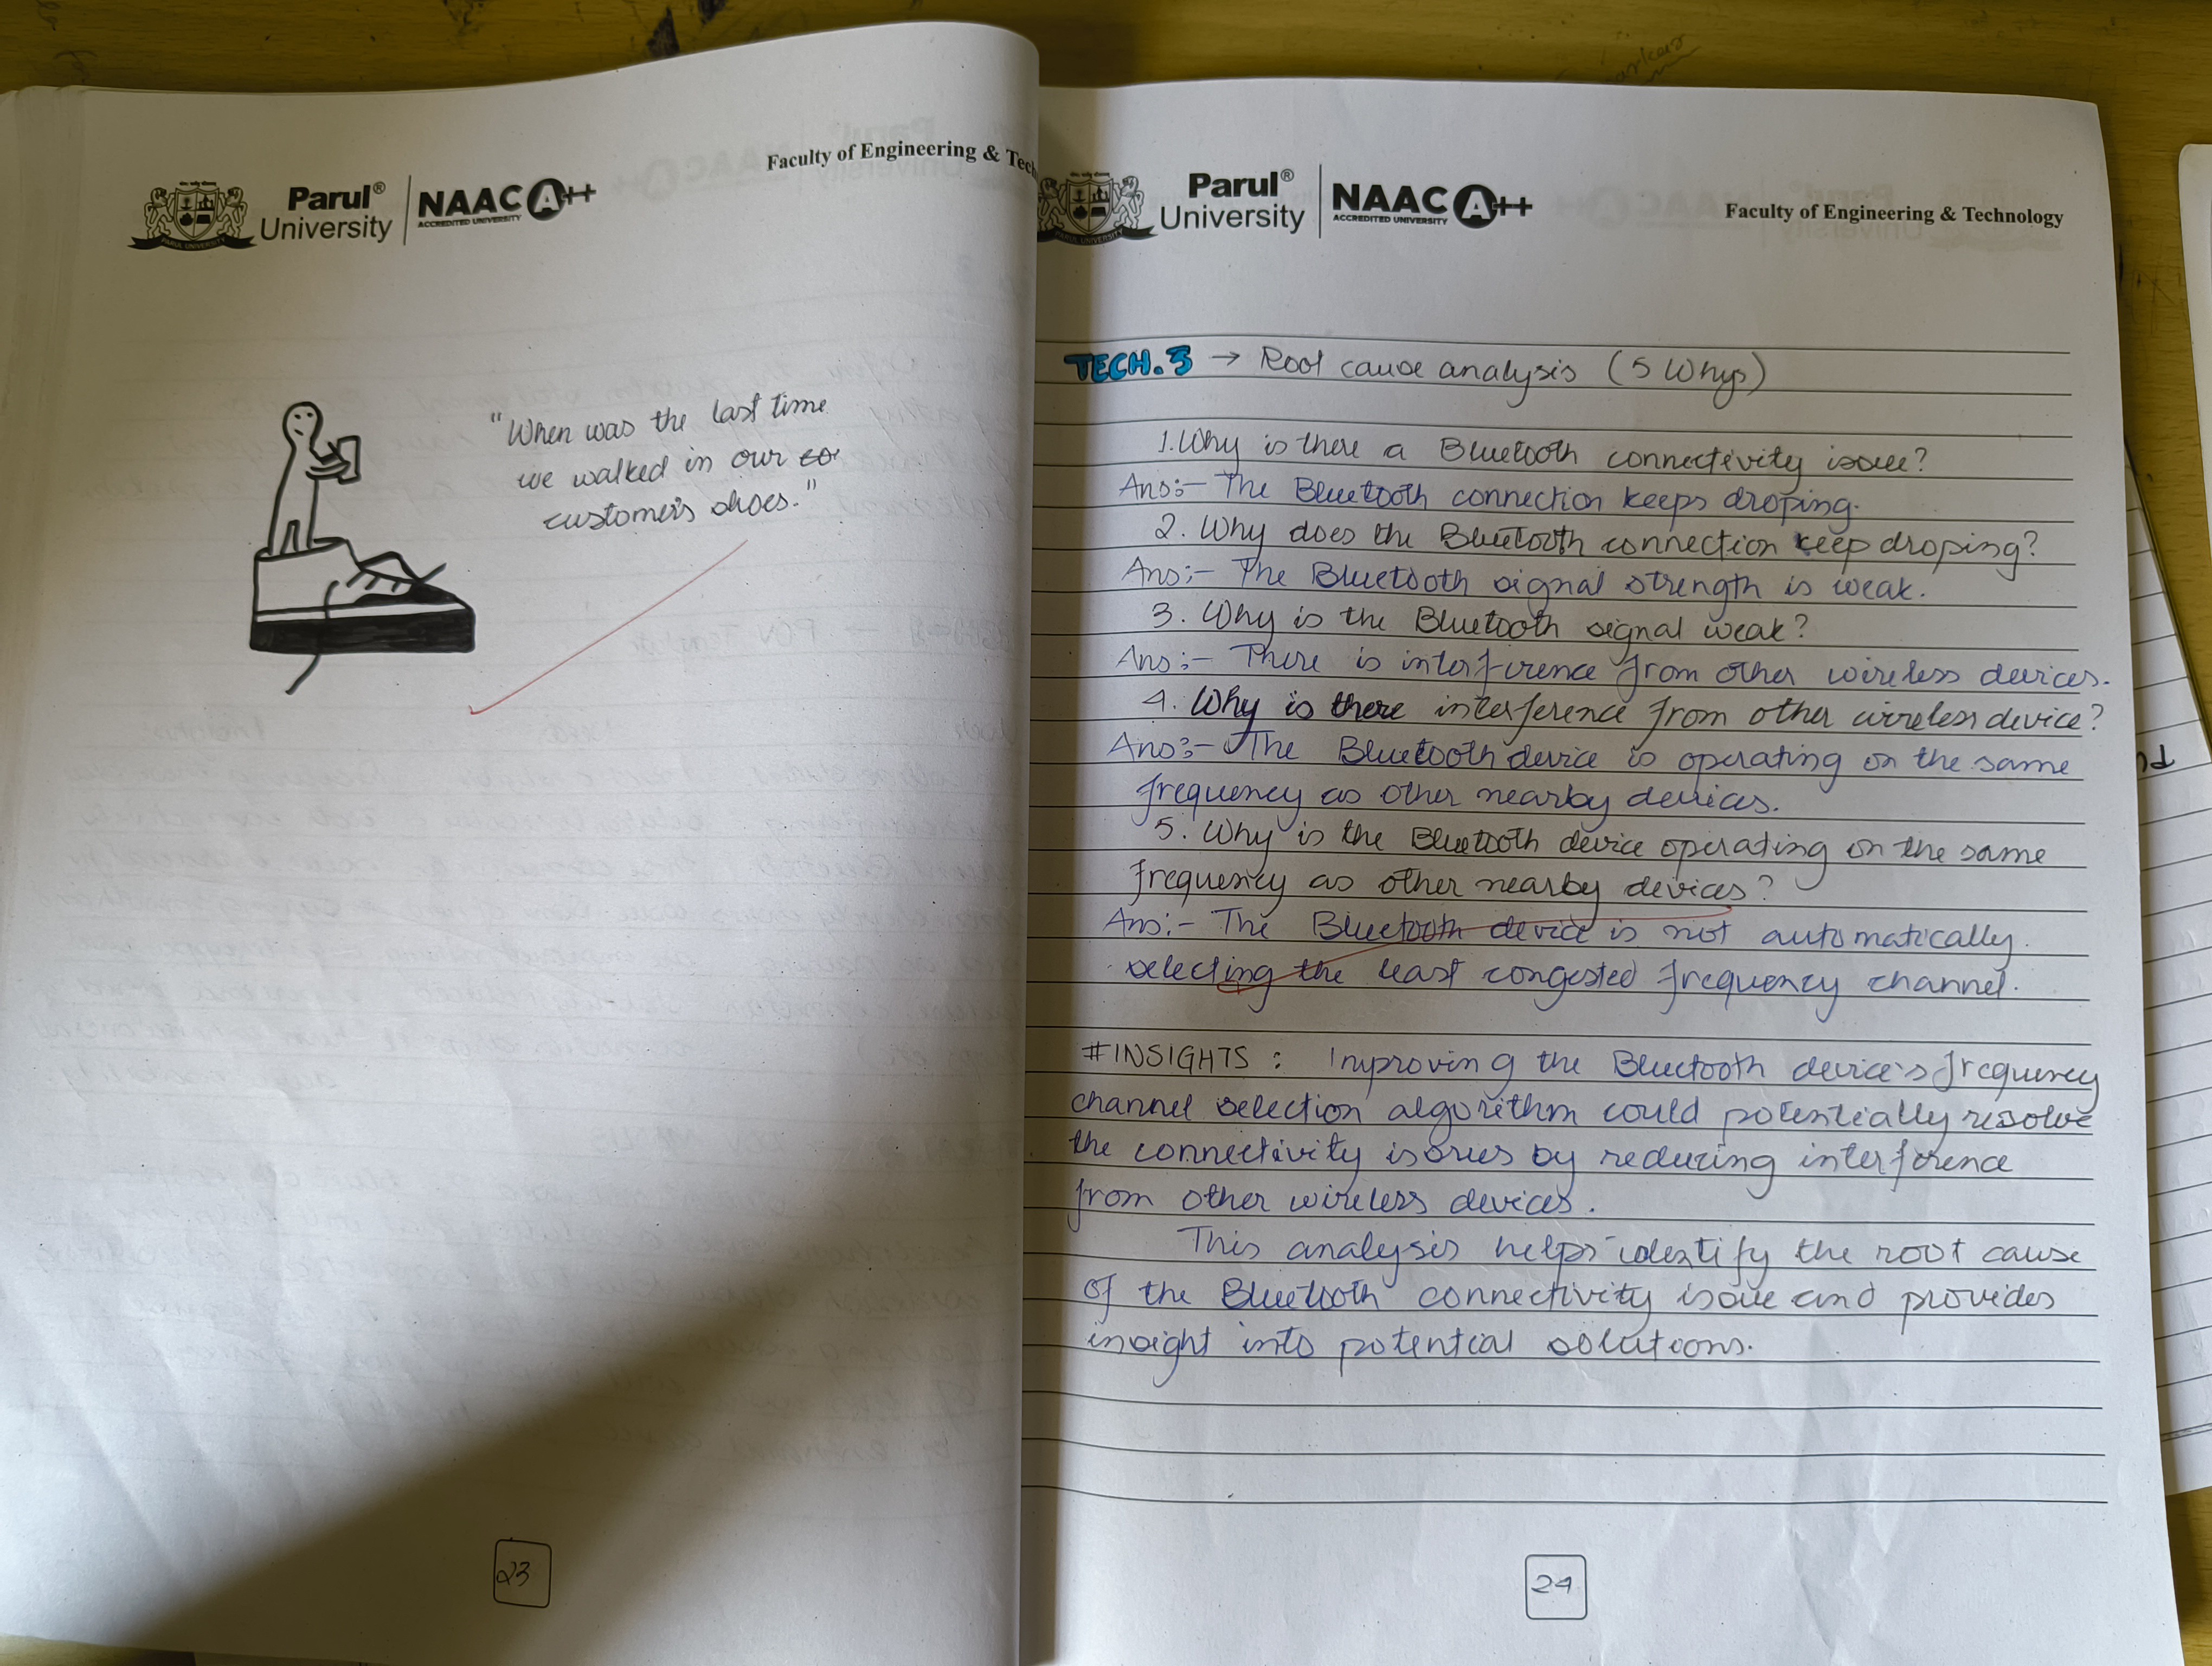 Faculty of Engineering & Tech
Parul®
University
NAAC A++
ACCREDITED UNIVERSITY
PARUL UNIVERSITY
"When was the last time
we walked in our co
customer's shoes."
23
Parul®
University
NAAC A++
ACCREDITED UNIVERSITY
PARUL UNIVERSITY
Faculty of Engineering & Technology
TECH.3 → Root cause analysis (5 Whys)
1. Why is there a Bluetooth connectivity issue?
Ans:- The Bluetooth connection keeps droping.
2. Why does the Bluetooth connection keep droping?
Ans:- The Bluetooth signal strength is weak.
3. Why is the Bluetooth signal weak?
Ans:- There is interference from other wireless devices.
4. Why is there interference from other wireless device?
Ans:- The Bluetooth device is operating on the same
frequency as other nearby devices.
5. Why is the Bluetooth device operating on the same
frequency as other nearby devices?
Ans:- The Bluetooth device is not automatically
selecting the least congested frequency channel.
#INSIGHTS : Improving the Bluetooth device's frequency
channel selection algorithm could potentially resolve
the connectivity issues by reducing interference
from other wireless devices.
This analysis helps identify the root cause
of the Bluetooth connectivity issue and provides
insight into potential solutions.
24